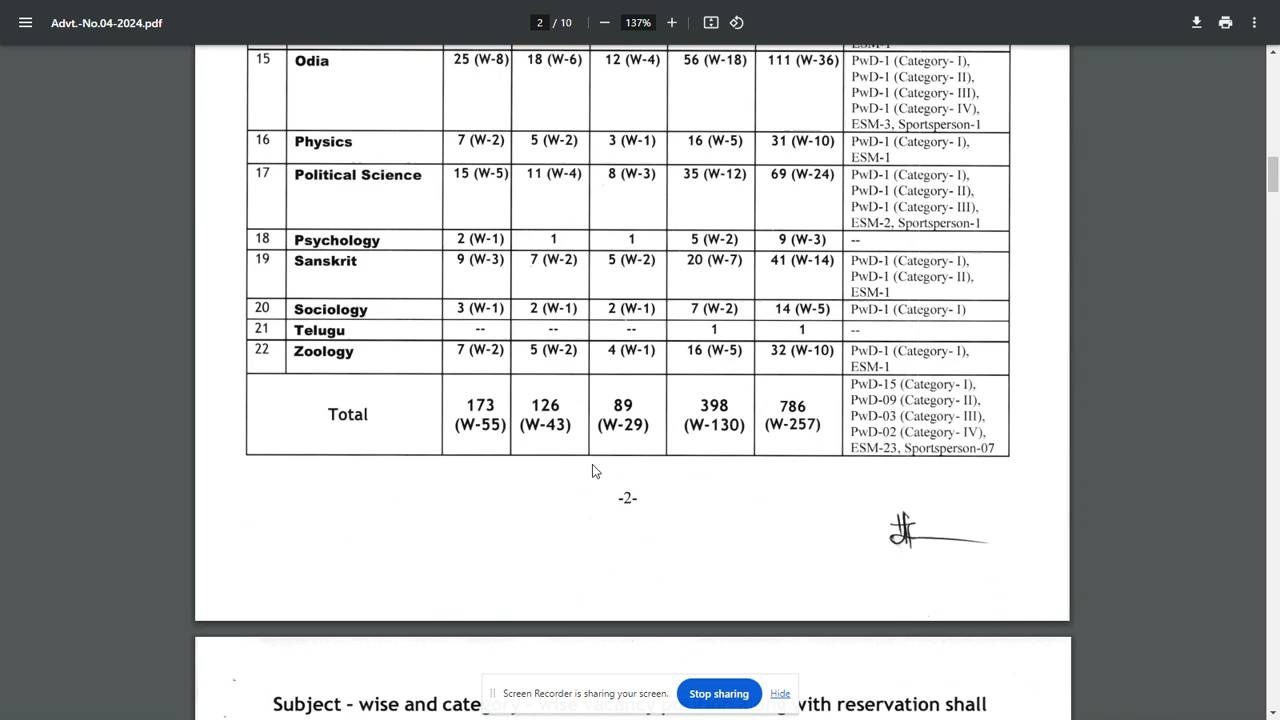 Advt.-No.04-2024.pdf
2 / 10
137%
ESM-1
15 Odia 25 (W-8) 18 (W-6) 12 (W-4) 56 (W-18) 111 (W-36) PwD-1 (Category- I),
PwD-1 (Category- II),
PwD-1 (Category- III),
PwD-1 (Category- IV),
ESM-3, Sportsperson-1
16 Physics 7 (W-2) 5 (W-2) 3 (W-1) 16 (W-5) 31 (W-10) PwD-1 (Category- I),
ESM-1
17 Political Science 15 (W-5) 11 (W-4) 8 (W-3) 35 (W-12) 69 (W-24) PwD-1 (Category- I),
PwD-1 (Category- II),
PwD-1 (Category- III),
ESM-2, Sportsperson-1
18 Psychology 2 (W-1) 1 1 5 (W-2) 9 (W-3) --
19 Sanskrit 9 (W-3) 7 (W-2) 5 (W-2) 20 (W-7) 41 (W-14) PwD-1 (Category- I),
PwD-1 (Category- II),
ESM-1
20 Sociology 3 (W-1) 2 (W-1) 2 (W-1) 7 (W-2) 14 (W-5) PwD-1 (Category- I)
21 Telugu -- -- -- 1 1 --
22 Zoology 7 (W-2) 5 (W-2) 4 (W-1) 16 (W-5) 32 (W-10) PwD-1 (Category- I),
ESM-1
Total 173 (W-55) 126 (W-43) 89 (W-29) 398 (W-130) 786 (W-257) PwD-15 (Category- I),
PwD-09 (Category- II),
PwD-03 (Category- III),
PwD-02 (Category- IV),
ESM-23, Sportsperson-07
-2-
Screen Recorder is sharing your screen. Stop sharing Hide
Subject - wise and category - wise vacancy with reservation shall